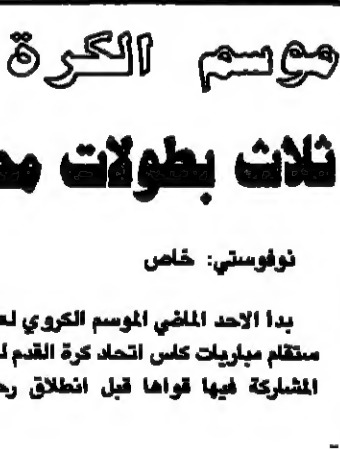 موسم الكرة
ثلاث بطولات
نوفوستي: خاص
بدا الاحد الماضي الموسم الكروي
ستقام مباريات كاس اتحاد كرة القدم
المشاركة فيها قواها قبل انطلاق